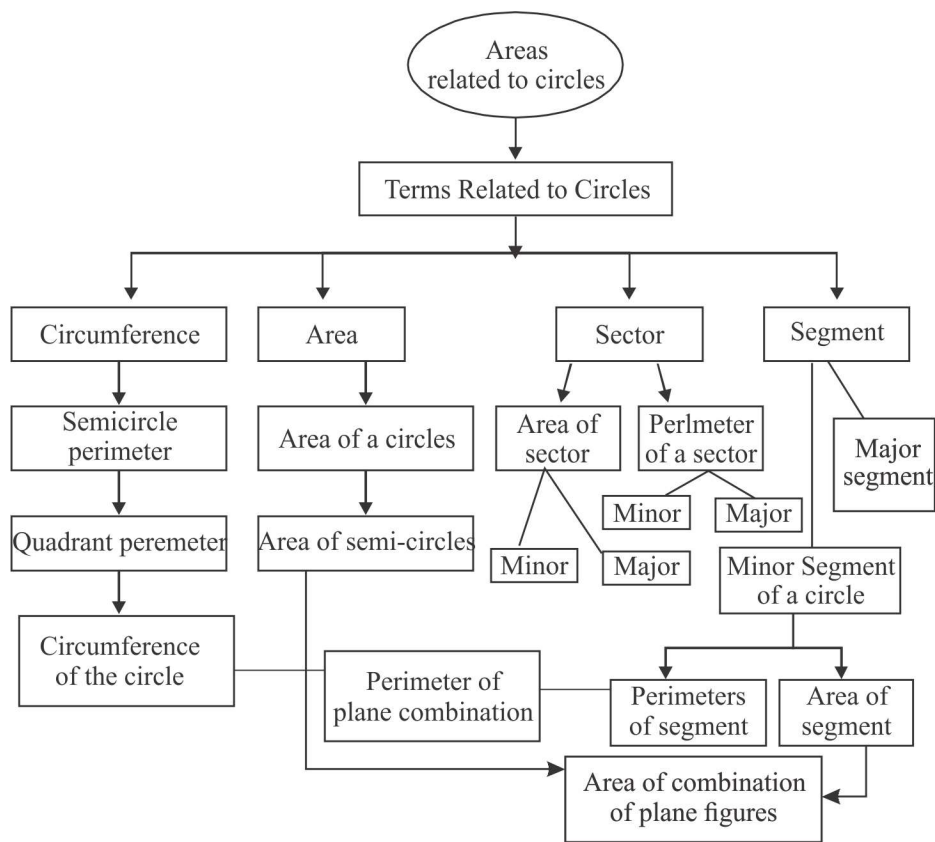 Areas
related to circles
Terms Related to Circles
Circumference
Area
Sector
Segment
Semicircle
perimeter
Area of a circles
Area of
sector
Perlmeter
of a sector
Major
segment
Minor
Major
Quadrant peremeter
Area of semi-circles
Minor
Major
Minor Segment
of a circle
Circumference
of the circle
Perimeter of
plane combination
Perimeters
of segment
Area of
segment
Area of combination
of plane figures